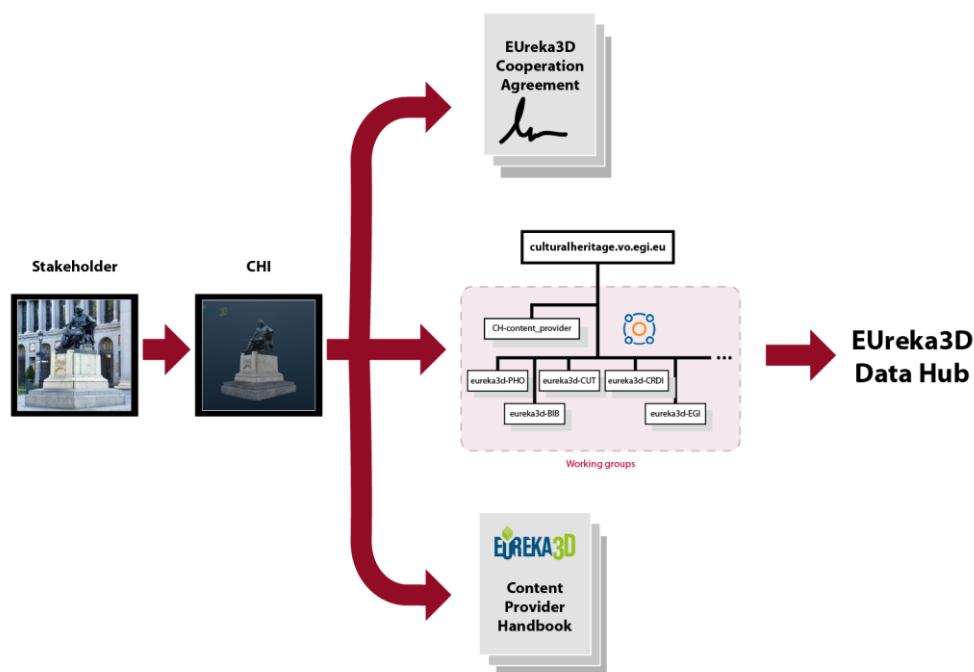 EUreka3D
Cooperation
Agreement
culturalheritage.vo.egi.eu
Stakeholder
CHI
CH-content_provider
...
eureka3d-PHO
eureka3d-CUT
eureka3d-CRDI
eureka3d-BIB
eureka3d-EGI
Working groups
EUreka3D
Data Hub
EUREKA3D
Content
Provider
Handbook